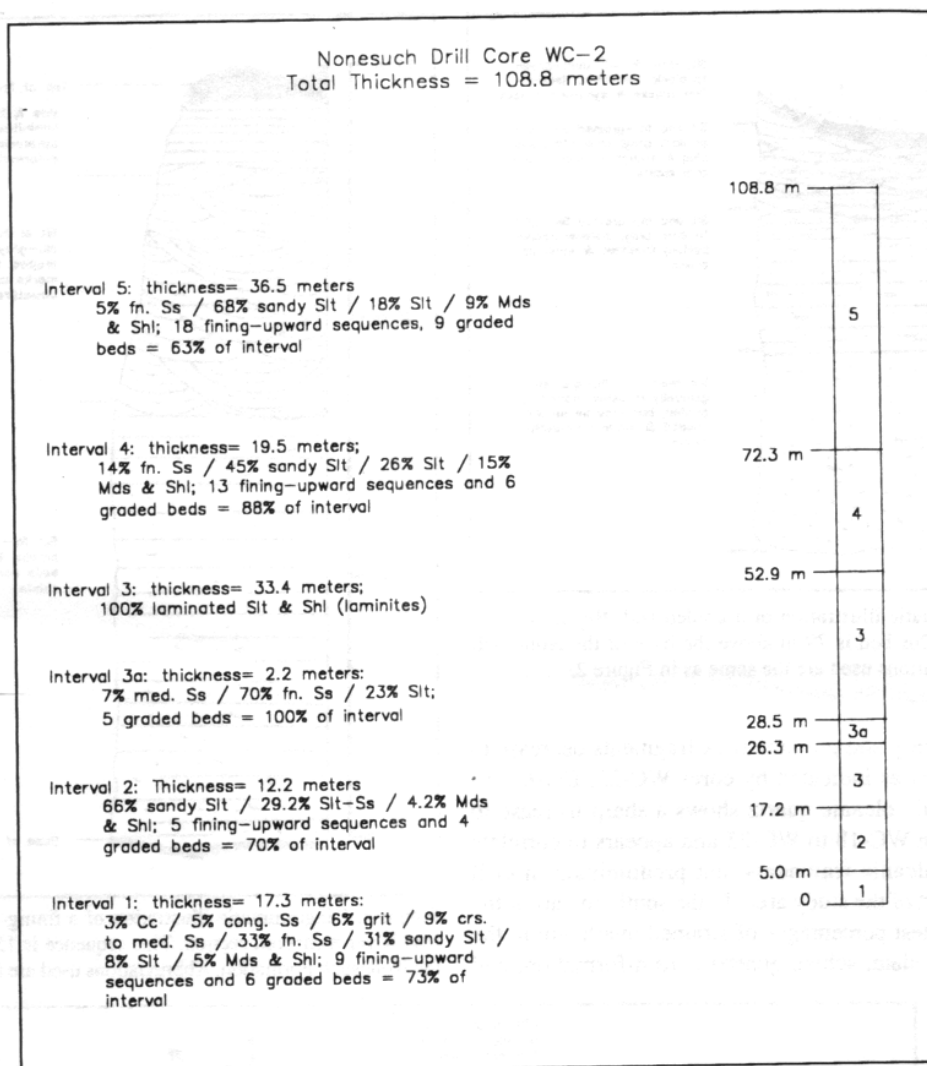 Nonesuch Drill Core WC-2
Total Thickness = 108.8 meters
108.8 m
Interval 5: thickness= 36.5 meters
5% fn. Ss / 68% sandy Slt / 18% Slt / 9% Mds
& Shl; 18 fining-upward sequences, 9 graded
beds = 63% of interval
5
Interval 4: thickness= 19.5 meters;
14% fn. Ss / 45% sandy Slt / 26% Slt / 15%
Mds & Shl; 13 fining-upward sequences and 6
graded beds = 88% of interval
72.3 m
4
52.9 m
Interval 3: thickness= 33.4 meters;
100% laminated Slt & Shl (laminites)
3
Interval 3a: thickness= 2.2 meters:
7% med. Ss / 70% fn. Ss / 23% Slt;
5 graded beds = 100% of interval
28.5 m
3a
26.3 m
Interval 2: Thickness= 12.2 meters
66% sandy Slt / 29.2% Slt-Ss / 4.2% Mds
& Shl; 5 fining-upward sequences and 4
graded beds = 70% of interval
3
17.2 m
2
5.0 m
1
0
Interval 1: thickness= 17.3 meters:
3% Cc / 5% cong. Ss / 6% grit / 9% crs.
to med. Ss / 33% fn. Ss / 31% sandy Slt /
8% Slt / 5% Mds & Shl; 9 fining-upward
sequences and 6 graded beds = 73% of
interval